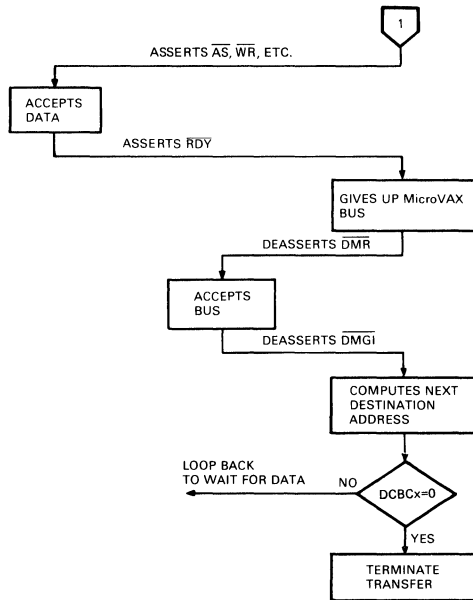 1
ASSERTS AS, WR, ETC.
ACCEPTS
DATA
ASSERTS RDY
GIVES UP MicroVAX
BUS
DEASSERTS DMR
ACCEPTS
BUS
DEASSERTS DMGI
COMPUTES NEXT
DESTINATION
ADDRESS
LOOP BACK
TO WAIT FOR DATA
NO
DCBCx=0
YES
TERMINATE
TRANSFER